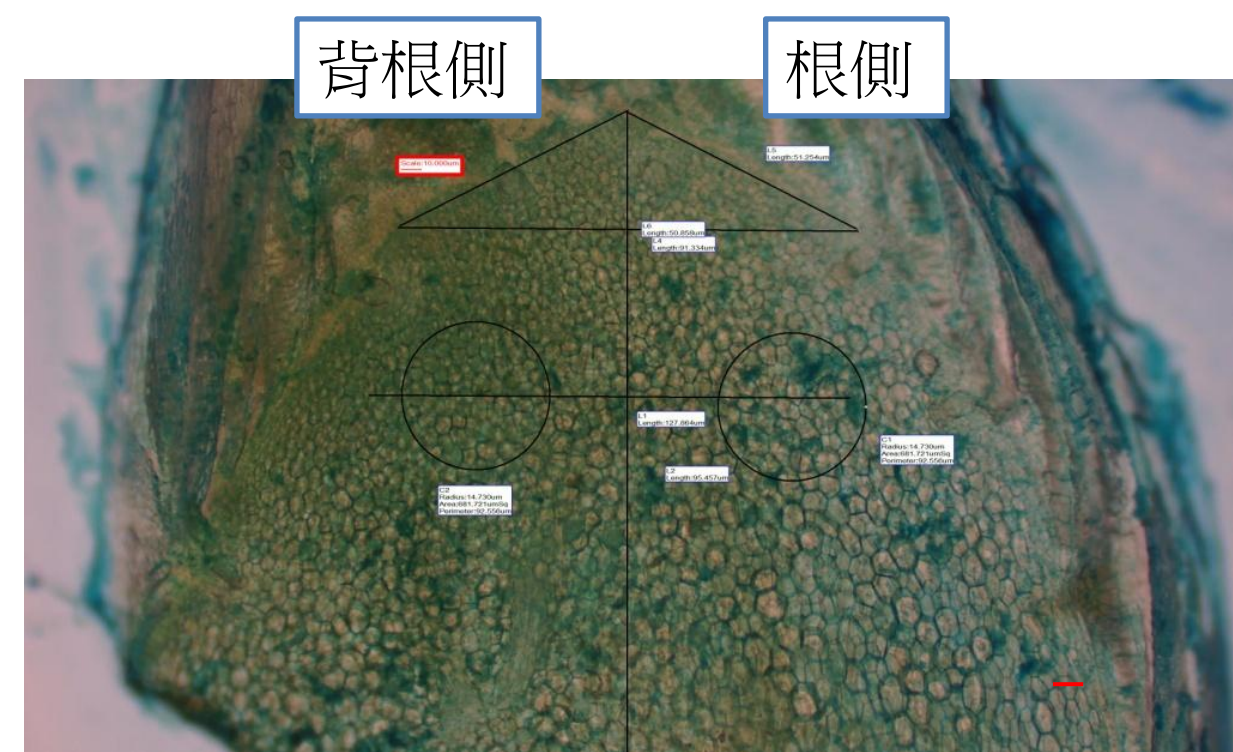 背根側
根側
Scale:10.000um
L5
Length:51.254um
L6
Length:50.856um
L4
Length:91.334um
L1
Length:127.864um
L2
Length:95.457um
C1
Radius:14.730um
Area:681.721umSq
Perimeter:92.556um
C2
Radius:14.730um
Area:681.721umSq
Perimeter:92.556um